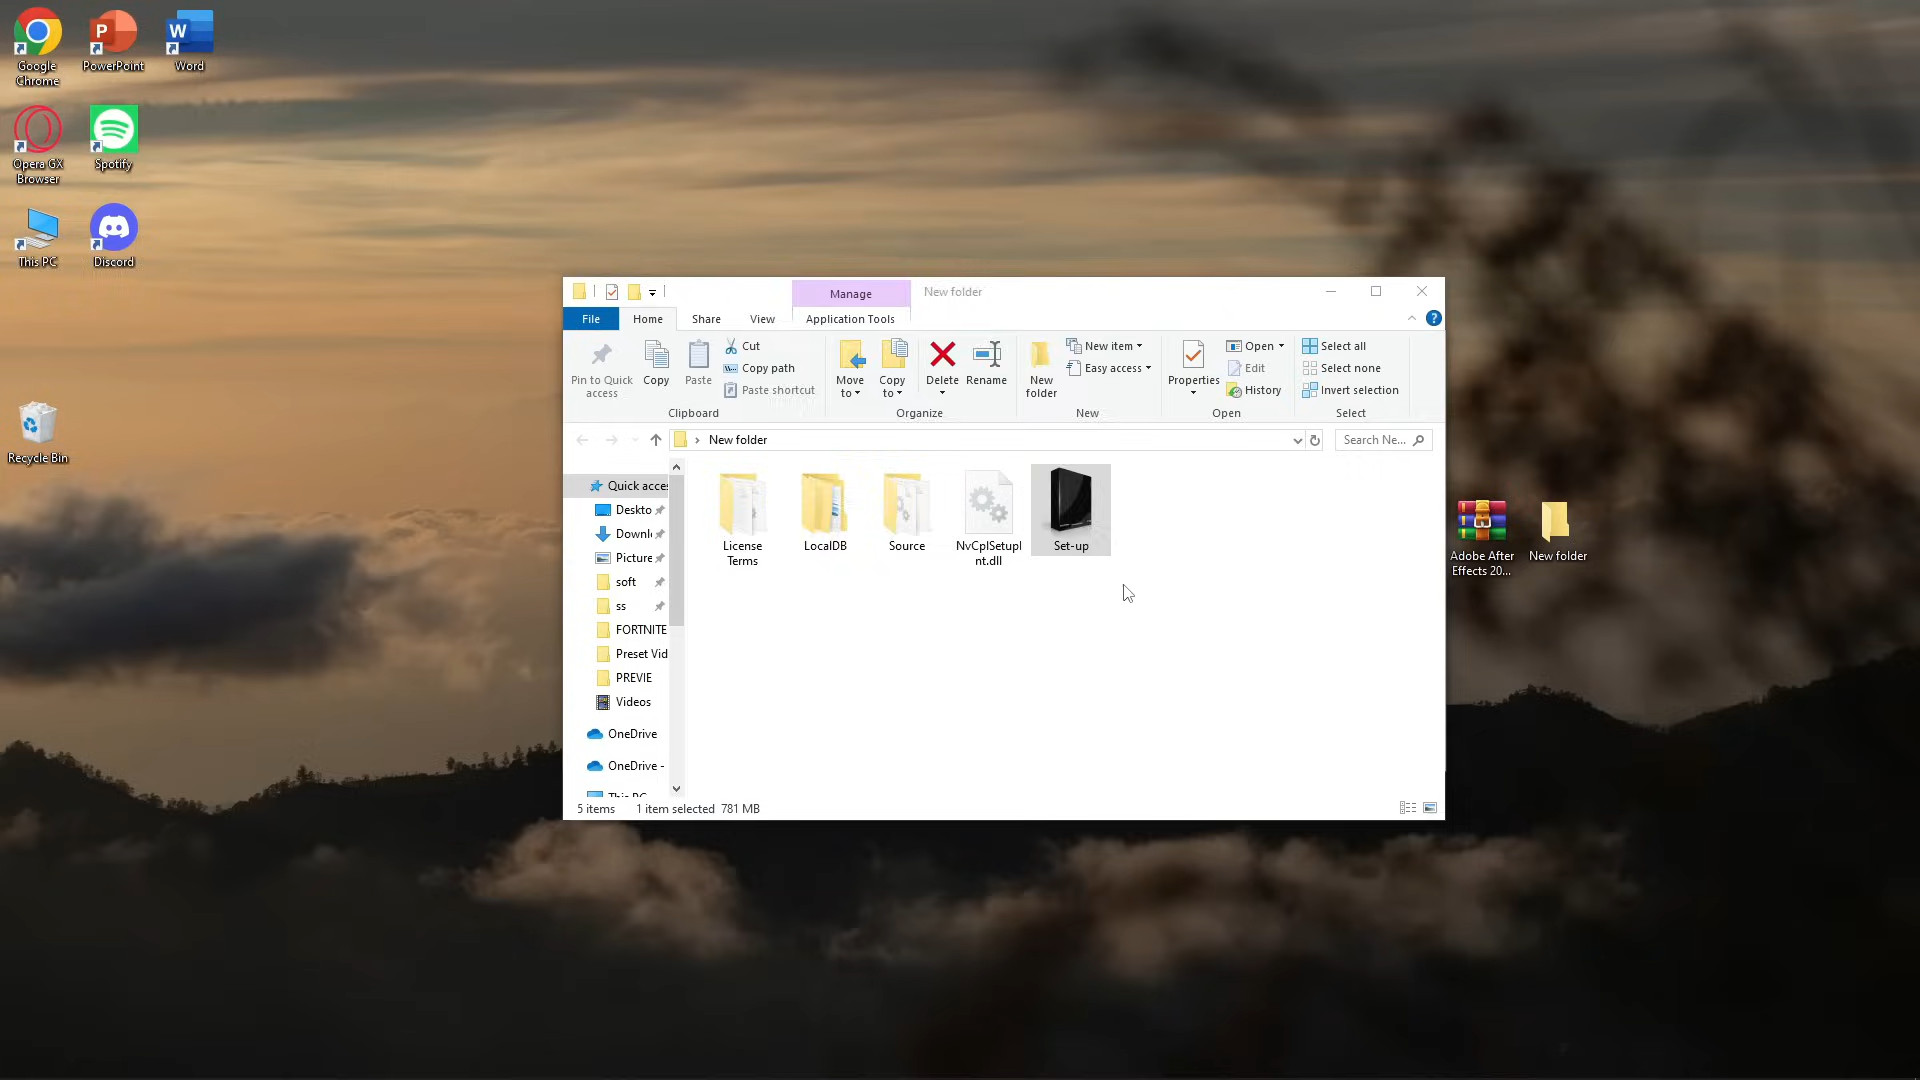 Google
Chrome
PowerPoint
Word
Opera GX
Browser
Spotify
This PC
Discord
Recycle Bin
Manage
New folder
File
Home
Share
View
Application Tools
Pin to Quick
access
Copy
Paste
Cut
Copy path
Paste shortcut
Clipboard
Move
to
Copy
to
Delete
Rename
Organize
New
folder
New item
Easy access
New
Properties
Open
Edit
History
Open
Select all
Select none
Invert selection
Select
New folder
Search Ne...
Quick acce
Deskto
Downl
Picture
soft
ss
FORTNITE
Preset Vid
PREVIE
Videos
OneDrive
OneDrive -
This PC
License
Terms
LocalDB
Source
NvCplSetupI
nt.dll
Set-up
5 items
1 item selected 781 MB
Adobe After
Effects 20...
New folder